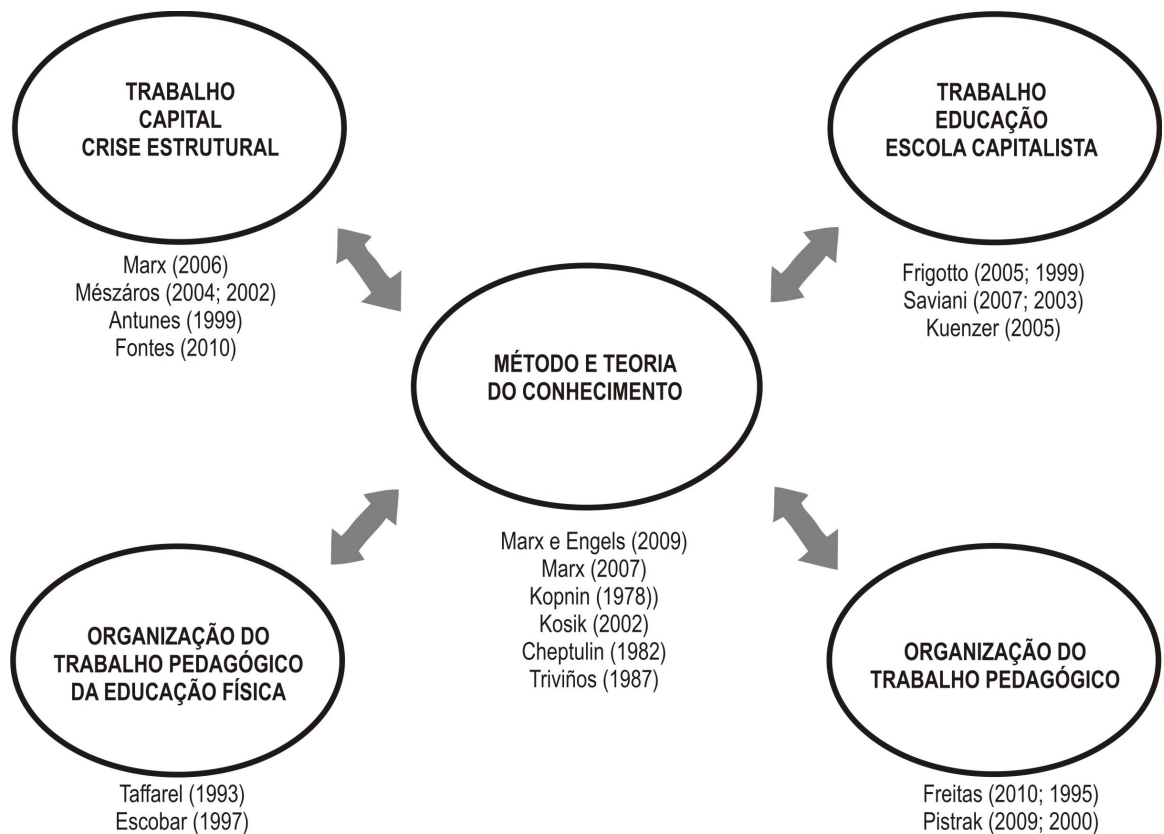 TRABALHO
CAPITAL
CRISE ESTRUTURAL
Marx (2006)
Mészáros (2004; 2002)
Antunes (1999)
Fontes (2010)
TRABALHO
EDUCAÇÃO
ESCOLA CAPITALISTA
Frigotto (2005; 1999)
Saviani (2007; 2003)
Kuenzer (2005)
MÉTODO E TEORIA
DO CONHECIMENTO
Marx e Engels (2009)
Marx (2007)
Kopnin (1978))
Kosik (2002)
Cheptulin (1982)
Triviños (1987)
ORGANIZAÇÃO DO
TRABALHO PEDAGÓGICO
DA EDUCAÇÃO FÍSICA
Taffarel (1993)
Escobar (1997)
ORGANIZAÇÃO DO
TRABALHO PEDAGÓGICO
Freitas (2010; 1995)
Pistrak (2009; 2000)